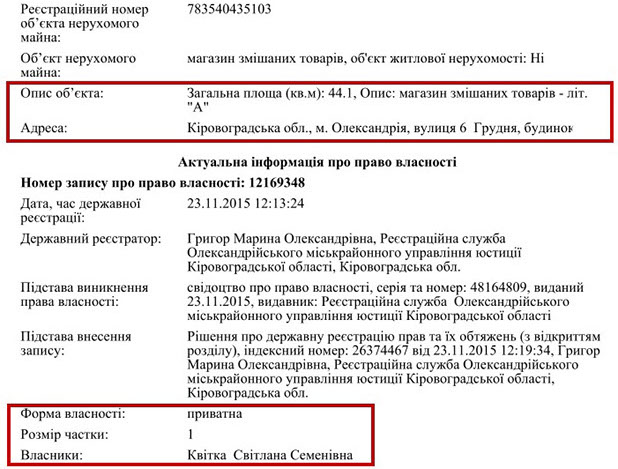 Реєстраційний номер 783540435103
об’єкта нерухомого
майна:
Об’єкт нерухомого магазин змішаних товарів, об'єкт житлової нерухомості: Ні
майна:
Опис об’єкта: Загальна площа (кв.м): 44.1, Опис: магазин змішаних товарів - літ.
"А"
Адреса: Кіровоградська обл., м. Олександрія, вулиця 6 Грудня, будинок
Актуальна інформація про право власності
Номер запису про право власності: 12169348
Дата, час державної 23.11.2015 12:13:24
реєстрації:
Державний реєстратор: Григор Марина Олександрівна, Реєстраційна служба
Олександрійського міськрайонного управління юстиції
Кіровоградської області, Кіровоградська обл.
Підстава виникнення свідоцтво про право власності, серія та номер: 48164809, виданий
права власності: 23.11.2015, видавник: Реєстраційна служба Олександрійського
міськрайонного управління юстиції Кіровоградської області
Підстава внесення Рішення про державну реєстрацію прав та їх обтяжень (з відкриттям
запису: розділу), індексний номер: 26374467 від 23.11.2015 12:19:34, Григор
Марина Олександрівна, Реєстраційна служба Олександрійського
міськрайонного управління юстиції Кіровоградської області,
Кіровоградська обл.
Форма власності: приватна
Розмір частки: 1
Власники: Квітка Світлана Семенівна